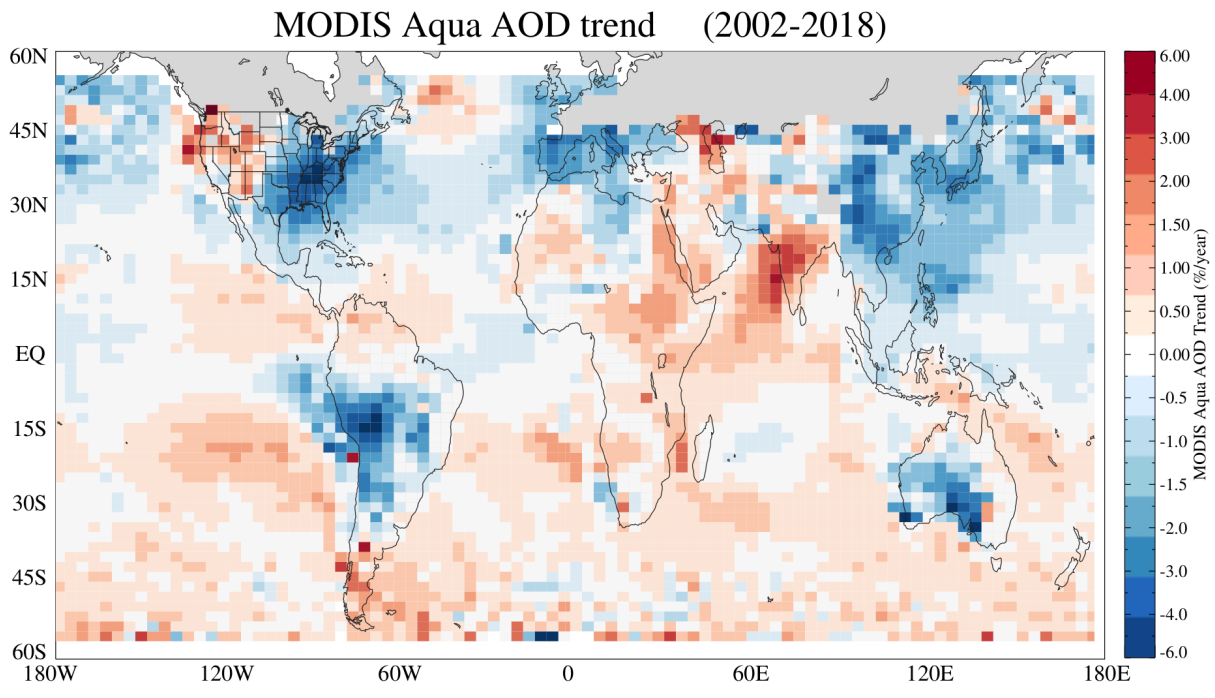 MODIS Aqua AOD trend (2002-2018)
60N
45N
30N
15N
EQ
15S
30S
45S
60S
180W
120W
60W
0
60E
120E
180E
6.00
4.00
3.00
2.00
1.50
1.00
0.50
0.00
-0.5
-1.0
-1.5
-2.0
-3.0
-4.0
-6.0
MODIS Aqua AOD Trend (%/year)